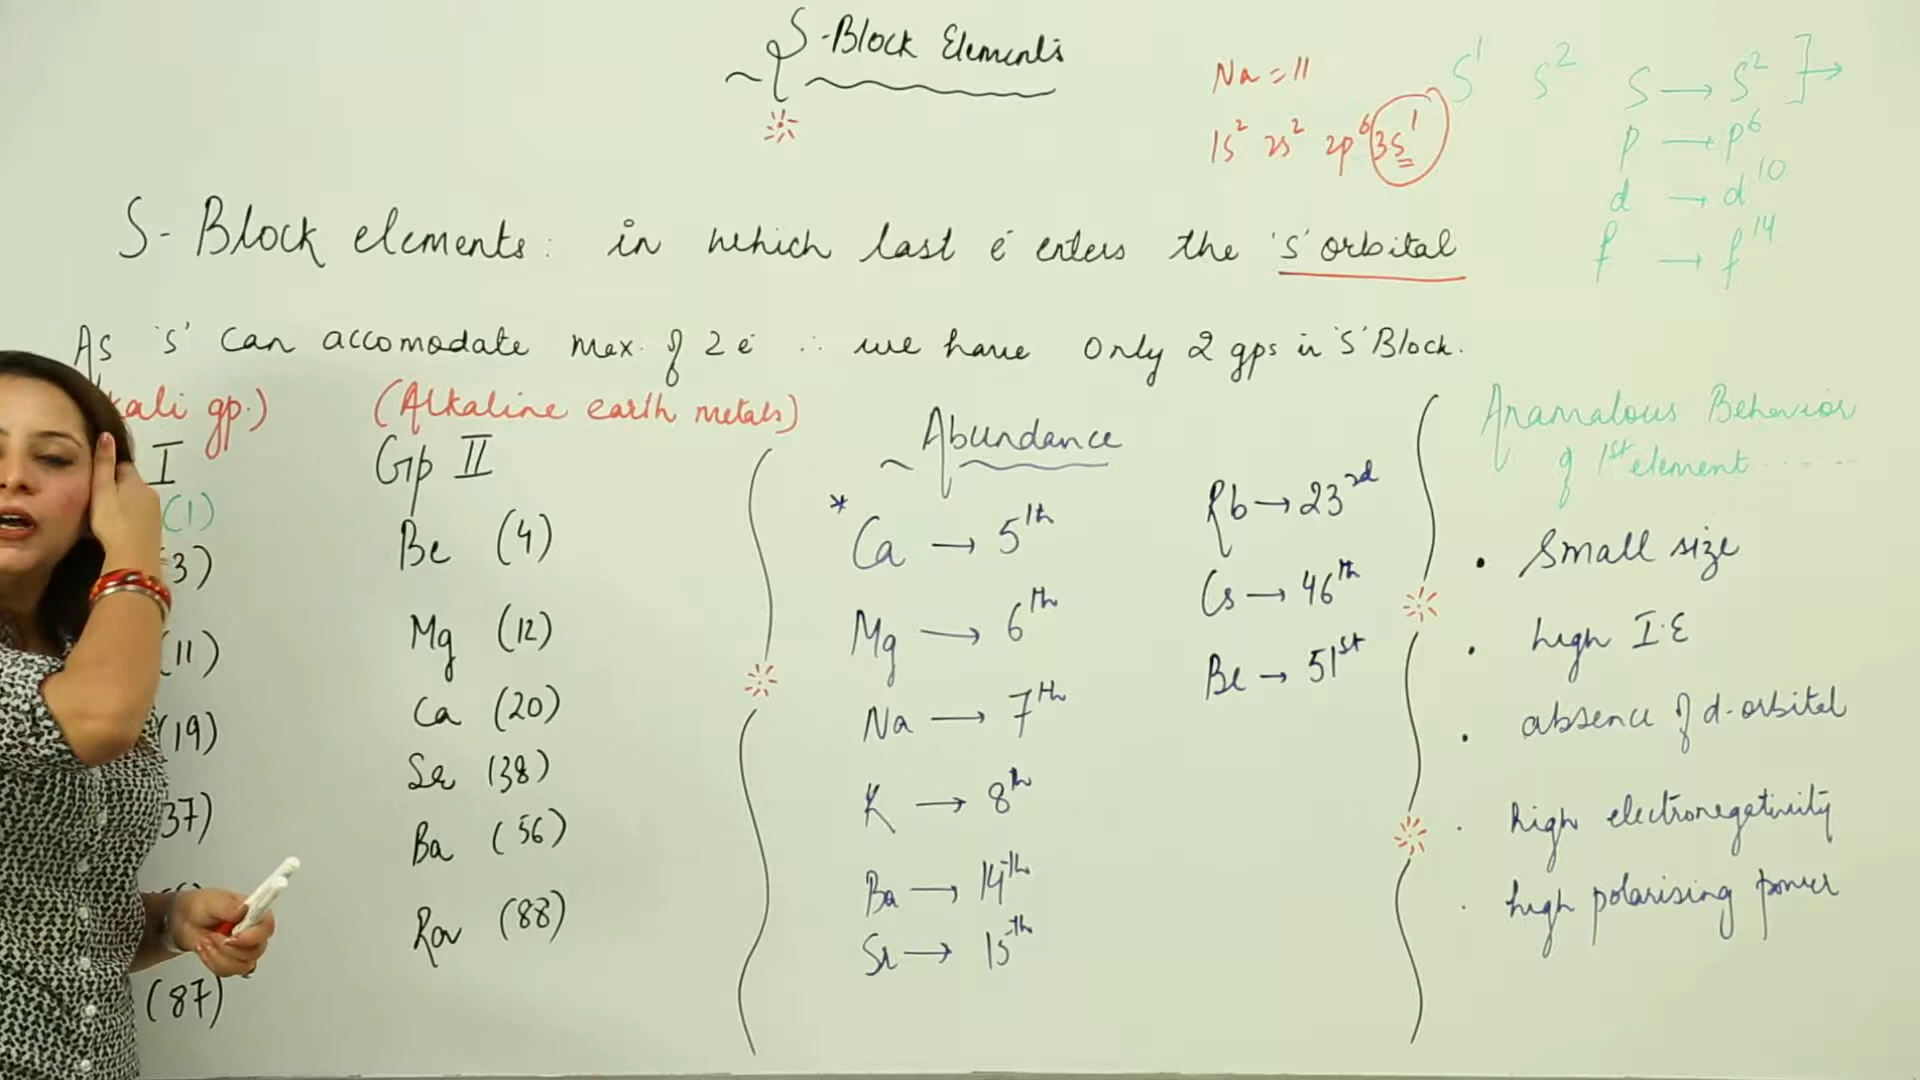 S-Block Elements
Na = 11
1s² 2s² 2p⁶ 3s¹
S¹ S²
S → S² ] →
p → p⁶
d → d¹⁰
f → f¹⁴
S-Block elements: in which last e⁻ enters the 's' orbital
As 's' can accomodate max. of 2e⁻ ∴ we have only 2 gps in 'S' Block.
kali gp.)
I
(1)
3)
(11)
(19)
37)
(87)
(Alkaline earth metals)
Gp II
Be (4)
Mg (12)
Ca (20)
Sr (38)
Ba (56)
Ra (88)
Abundance
* Ca → 5th
Mg → 6th
Na → 7th
K → 8th
Ba → 14th
Sr → 15th
Rb → 23rd
Cs → 46th
Be → 51st
Anamalous Behavior
of 1st element
• Small size
• high I.E
• absence of d-orbital
• high electronegativity
• high polarising power